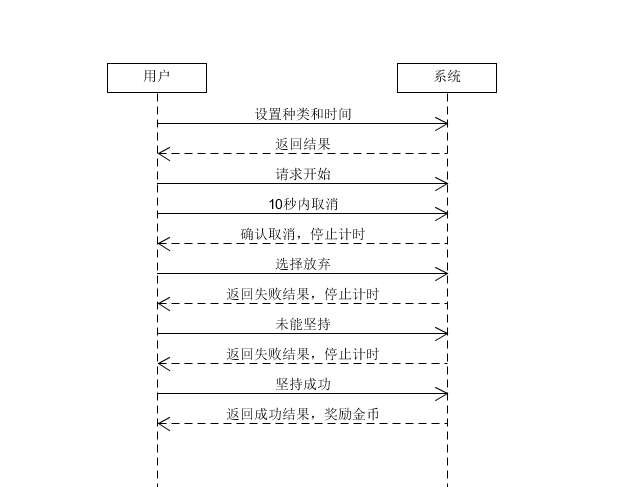 用户
系统
设置种类和时间
返回结果
请求开始
10秒内取消
确认取消，停止计时
选择放弃
返回失败结果，停止计时
未能坚持
返回失败结果，停止计时
坚持成功
返回成功结果，奖励金币